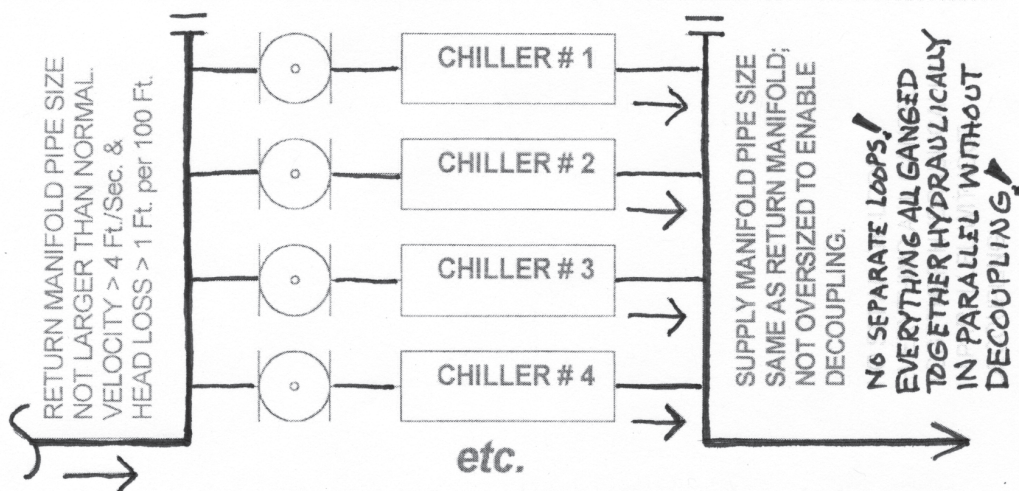 RETURN MANIFOLD PIPE SIZE
NOT LARGER THAN NORMAL.
VELOCITY > 4 Ft./Sec. &
HEAD LOSS > 1 Ft. per 100 Ft.
CHILLER # 1
CHILLER # 2
CHILLER # 3
CHILLER # 4
etc.
SUPPLY MANIFOLD PIPE SIZE
SAME AS RETURN MANIFOLD;
NOT OVERSIZED TO ENABLE
DECOUPLING.
NO SEPARATE LOOPS!
EVERYTHING ALL GANGED
TOGETHER HYDRAULICALLY
IN PARALLEL WITHOUT
DECOUPLING!